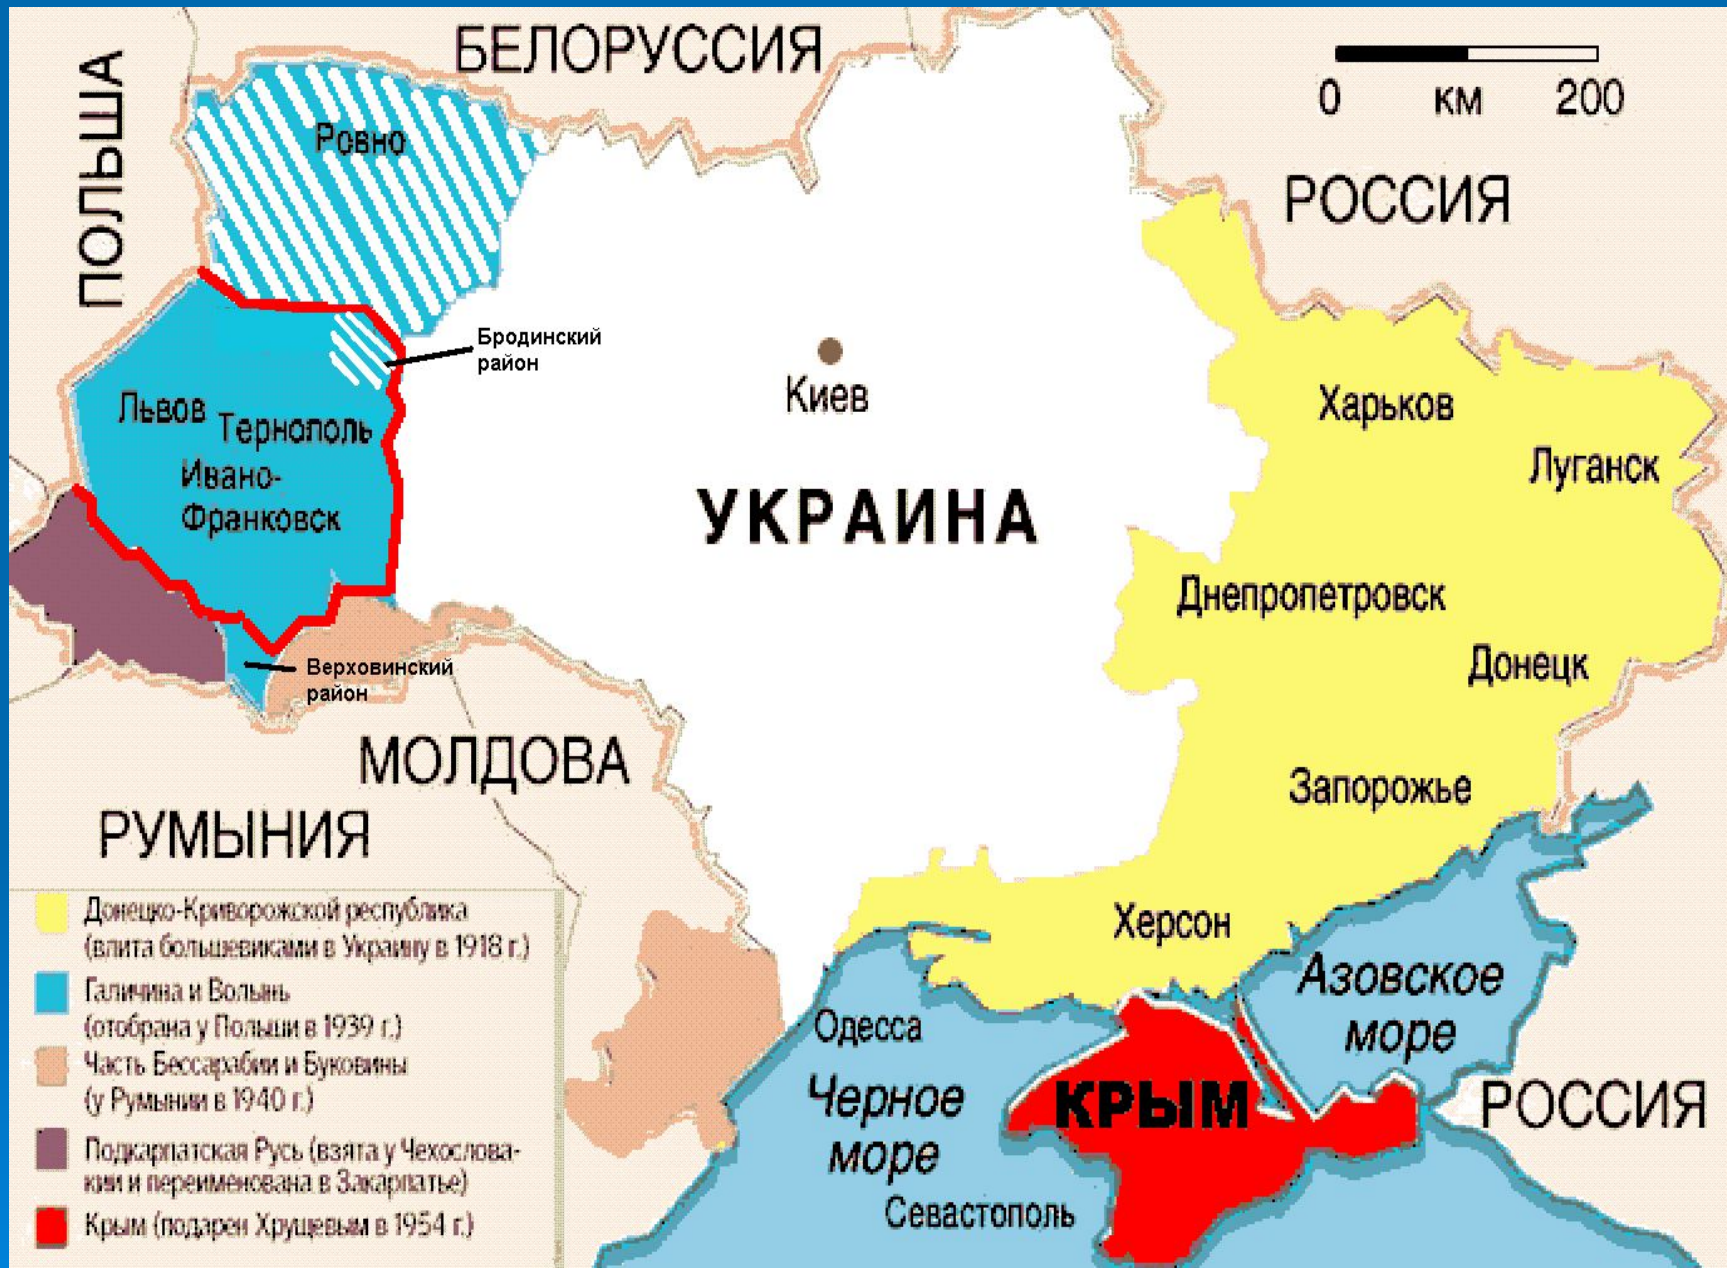 БЕЛОРУССИЯ
ПОЛЬША
0 км 200
РОССИЯ
Ровно
Бродинский
район
Киев
Львов
Тернополь
Ивано-
Франковск
УКРАИНА
Харьков
Луганск
Днепропетровск
Донецк
Запорожье
Херсон
Верховинский
район
МОЛДОВА
РУМЫНИЯ
Одесса
Азовское
море
Черное
море
КРЫМ
РОССИЯ
Севастополь
Донецко-Криворожской республика
(влита большевиками в Украину в 1918 г.)
Галичина и Волынь
(отобрана у Польши в 1939 г.)
Часть Бессарабии и Буковины
(у Румынии в 1940 г.)
Подкарпатская Русь (взята у Чехослова-
кии и переименована в Закарпатье)
Крым (подарен Хрущевым в 1954 г.)